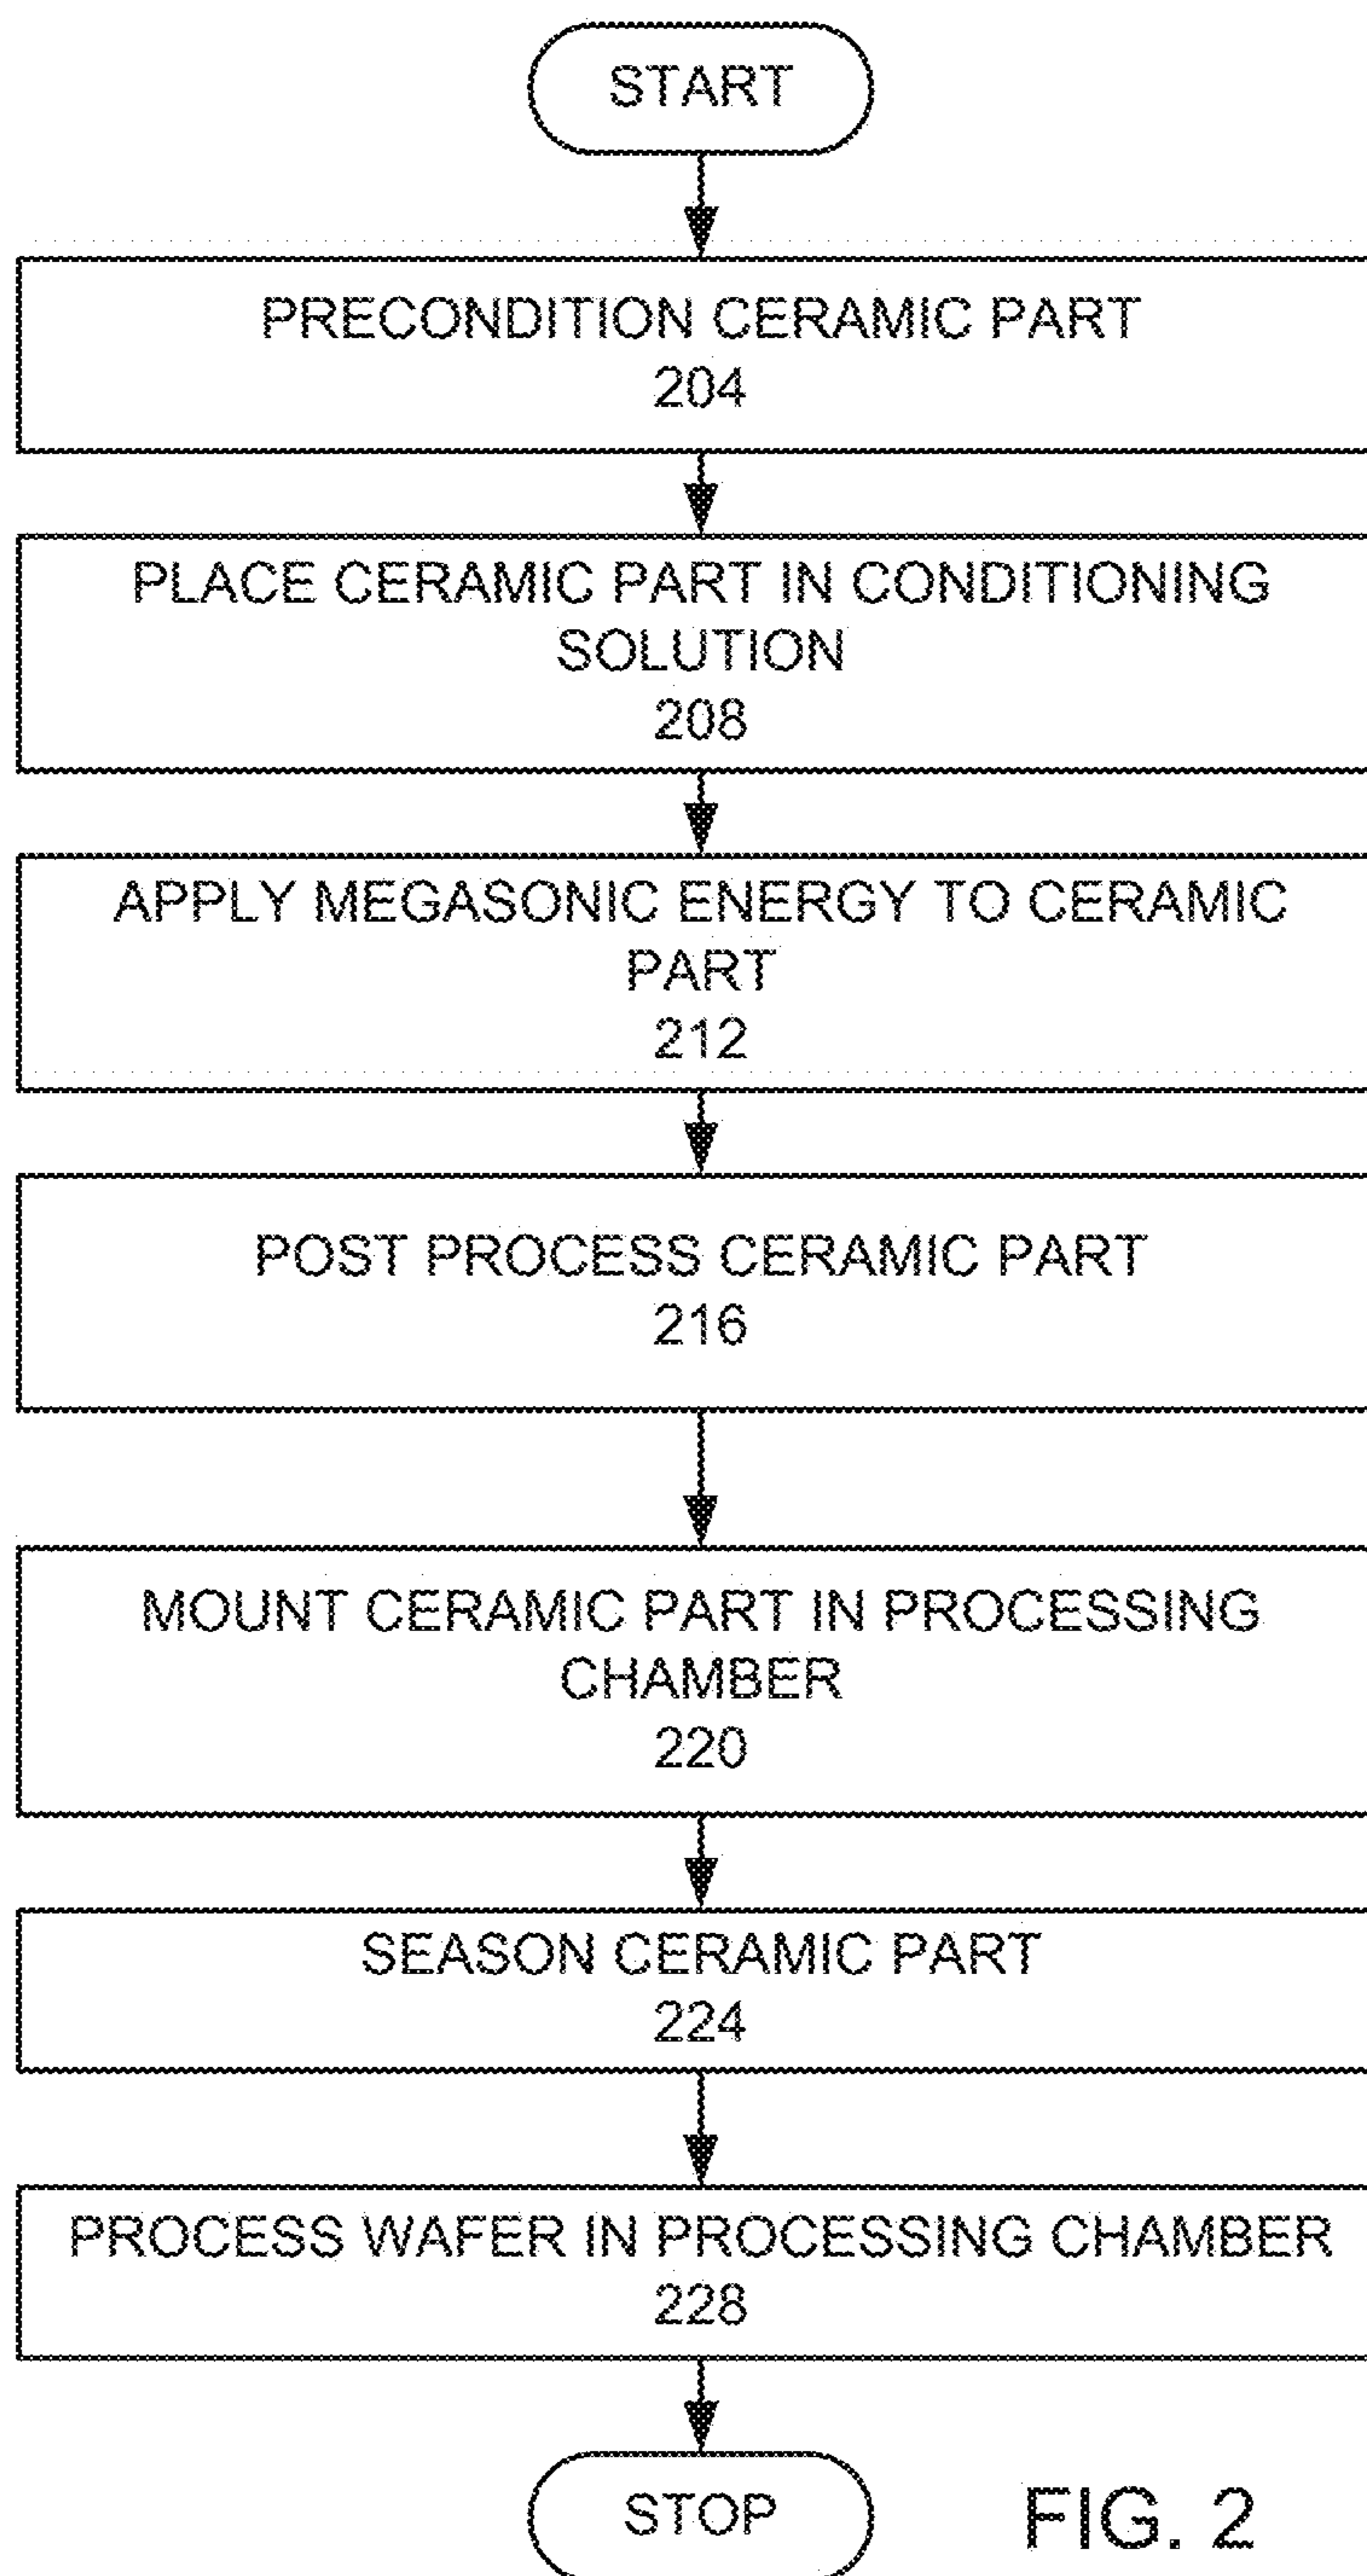 START
PRECONDITION CERAMIC PART
204
PLACE CERAMIC PART IN CONDITIONING
SOLUTION
208
APPLY MEGASONIC ENERGY TO CERAMIC
PART
212
POST PROCESS CERAMIC PART
216
MOUNT CERAMIC PART IN PROCESSING
CHAMBER
220
SEASON CERAMIC PART
224
PROCESS WAFER IN PROCESSING CHAMBER
228
STOP
FIG. 2